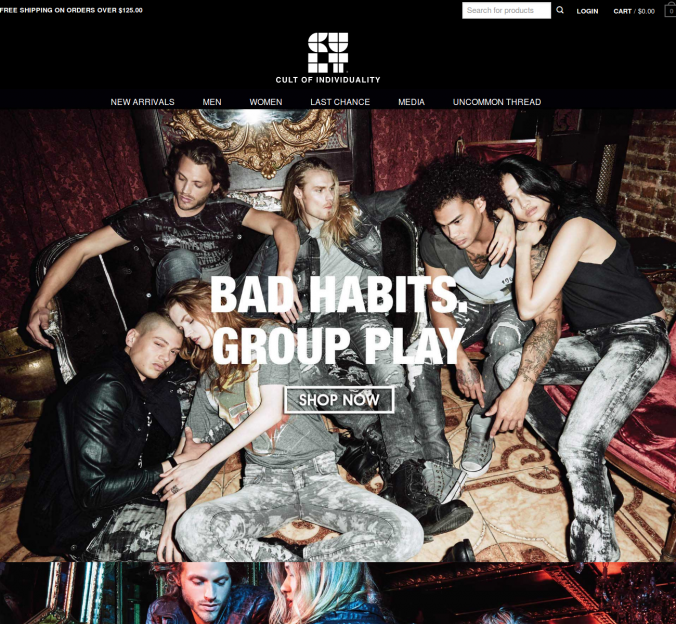 FREE SHIPPING ON ORDERS OVER $125.00
Search for products
LOGIN
CART / $0.00
0
CULT
CULT OF INDIVIDUALITY
NEW ARRIVALS
MEN
WOMEN
LAST CHANCE
MEDIA
UNCOMMON THREAD
BAD HABITS,
GROUP PLAY
SHOP NOW